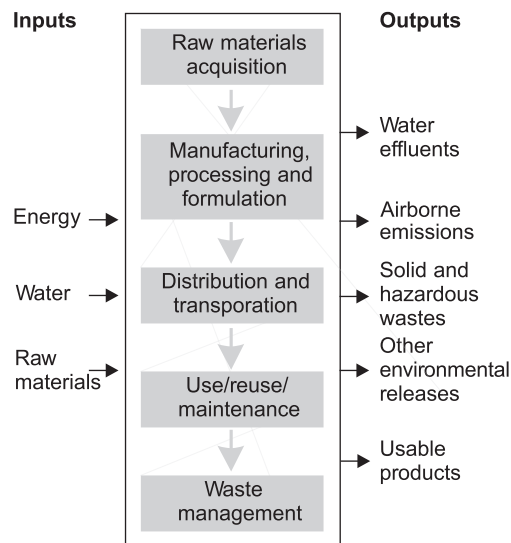 Inputs
Outputs
Raw materials
acquisition
Manufacturing,
processing and
formulation
Distribution and
transporation
Use/reuse/
maintenance
Waste
management
Energy
Water
Raw
materials
Water
effluents
Airborne
emissions
Solid and
hazardous
wastes
Other
environmental
releases
Usable
products